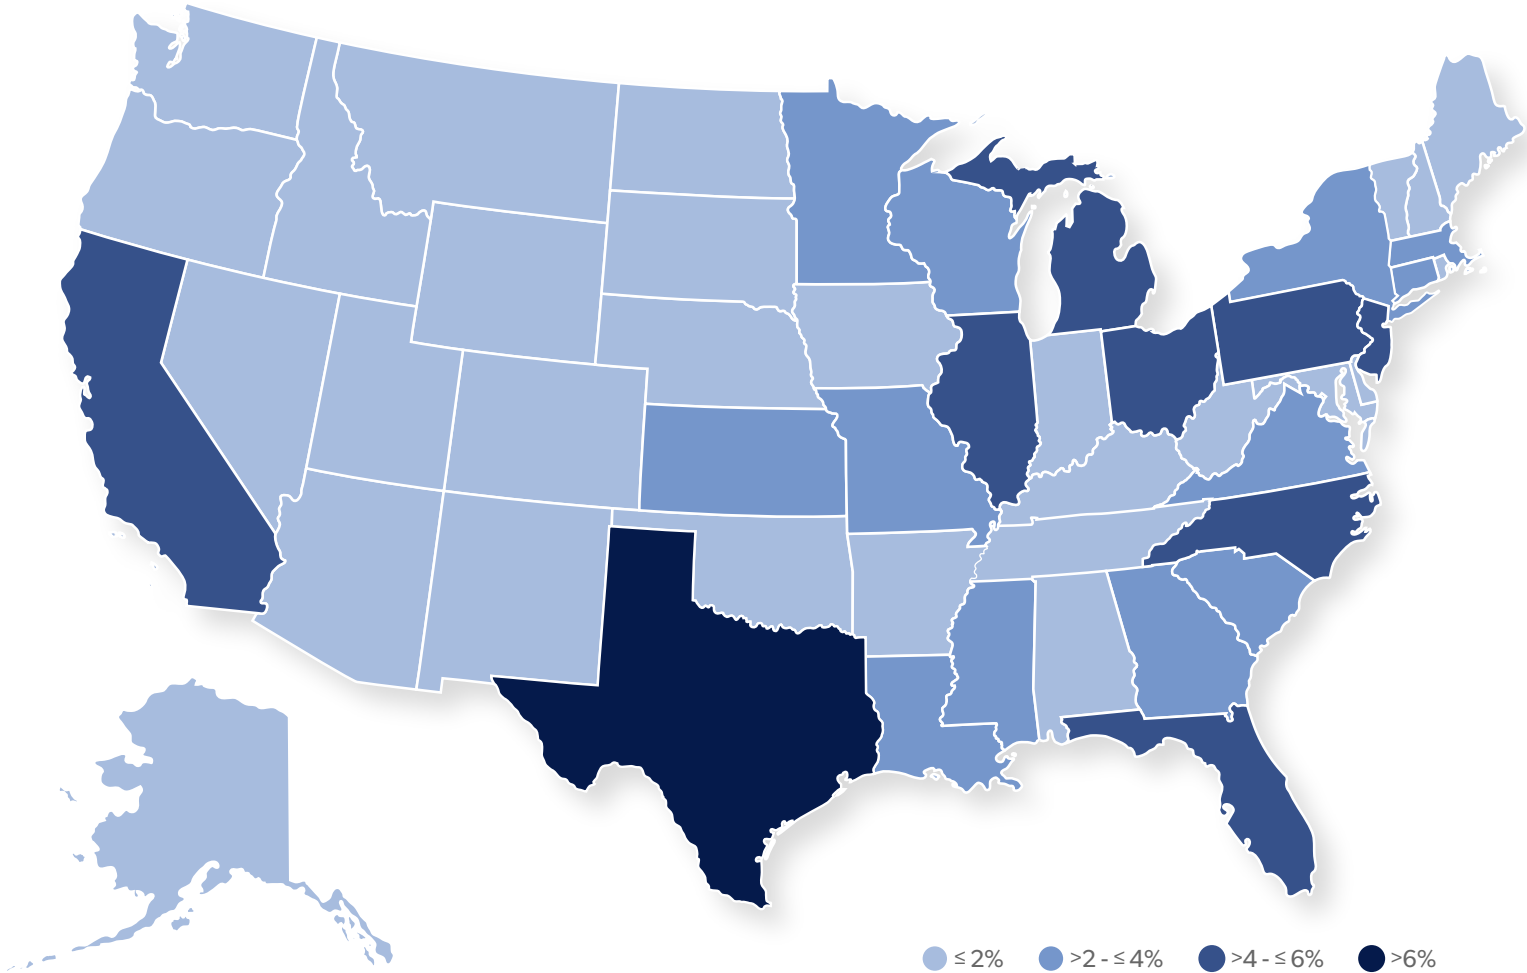 ≤ 2% >2 - ≤ 4% >4 - ≤ 6% >6%